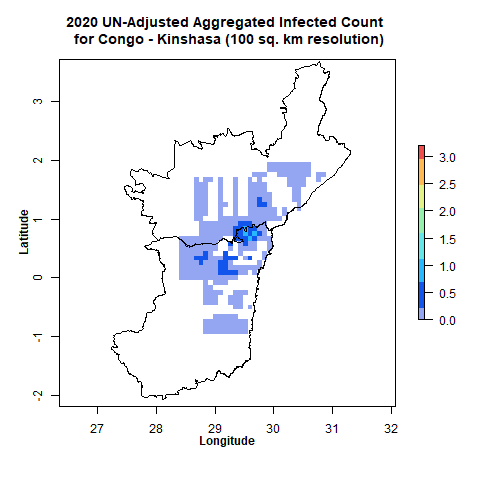 2020 UN-Adjusted Aggregated Infected Count
for Congo - Kinshasa (100 sq. km resolution)
3
2
1
0
-1
-2
Latitude
27 28 29 30 31 32
Longitude
3.0
2.5
2.0
1.5
1.0
0.5
0.0